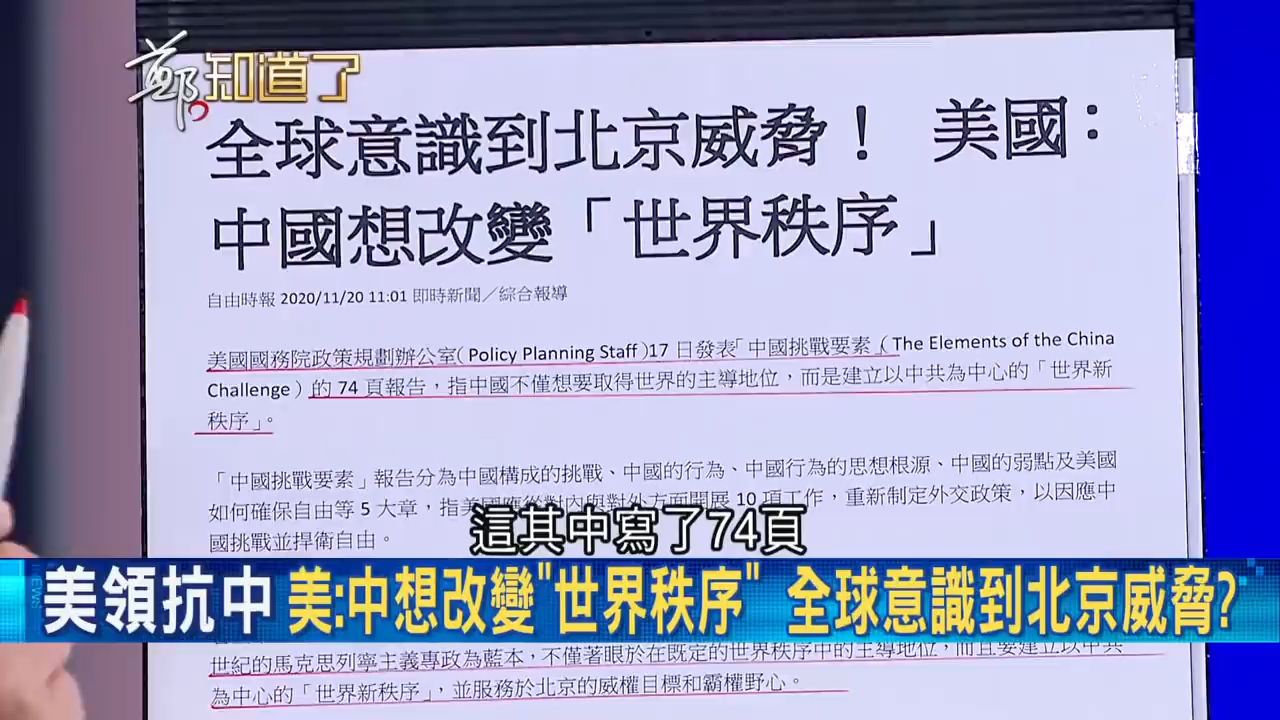 鄭知道了
全球意識到北京威脅！ 美國：
中國想改變「世界秩序」
自由時報 2020/11/20 11:01 即時新聞／綜合報導
美國國務院政策規劃辦公室（Policy Planning Staff）17 日發表「中國挑戰要素」（The Elements of the China
Challenge）的 74 頁報告，指中國不僅想要取得世界的主導地位，而是建立以中共為中心的「世界新
秩序」。
「中國挑戰要素」報告分為中國構成的挑戰、中國的行為、中國行為的思想根源、中國的弱點及美國
如何確保自由等 5 大章，指美國應從對內與對外方面開展 10 項工作，重新制定外交政策，以因應中
國挑戰並捍衛自由。
這其中寫了74頁
NEWS
美領抗中 美:中想改變"世界秩序" 全球意識到北京威脅?
世紀的馬克思列寧主義專政為藍本，不僅著眼於在既定的世界秩序中的主導地位，而且要建立以中共
為中心的「世界新秩序」，並服務於北京的威權目標和霸權野心。